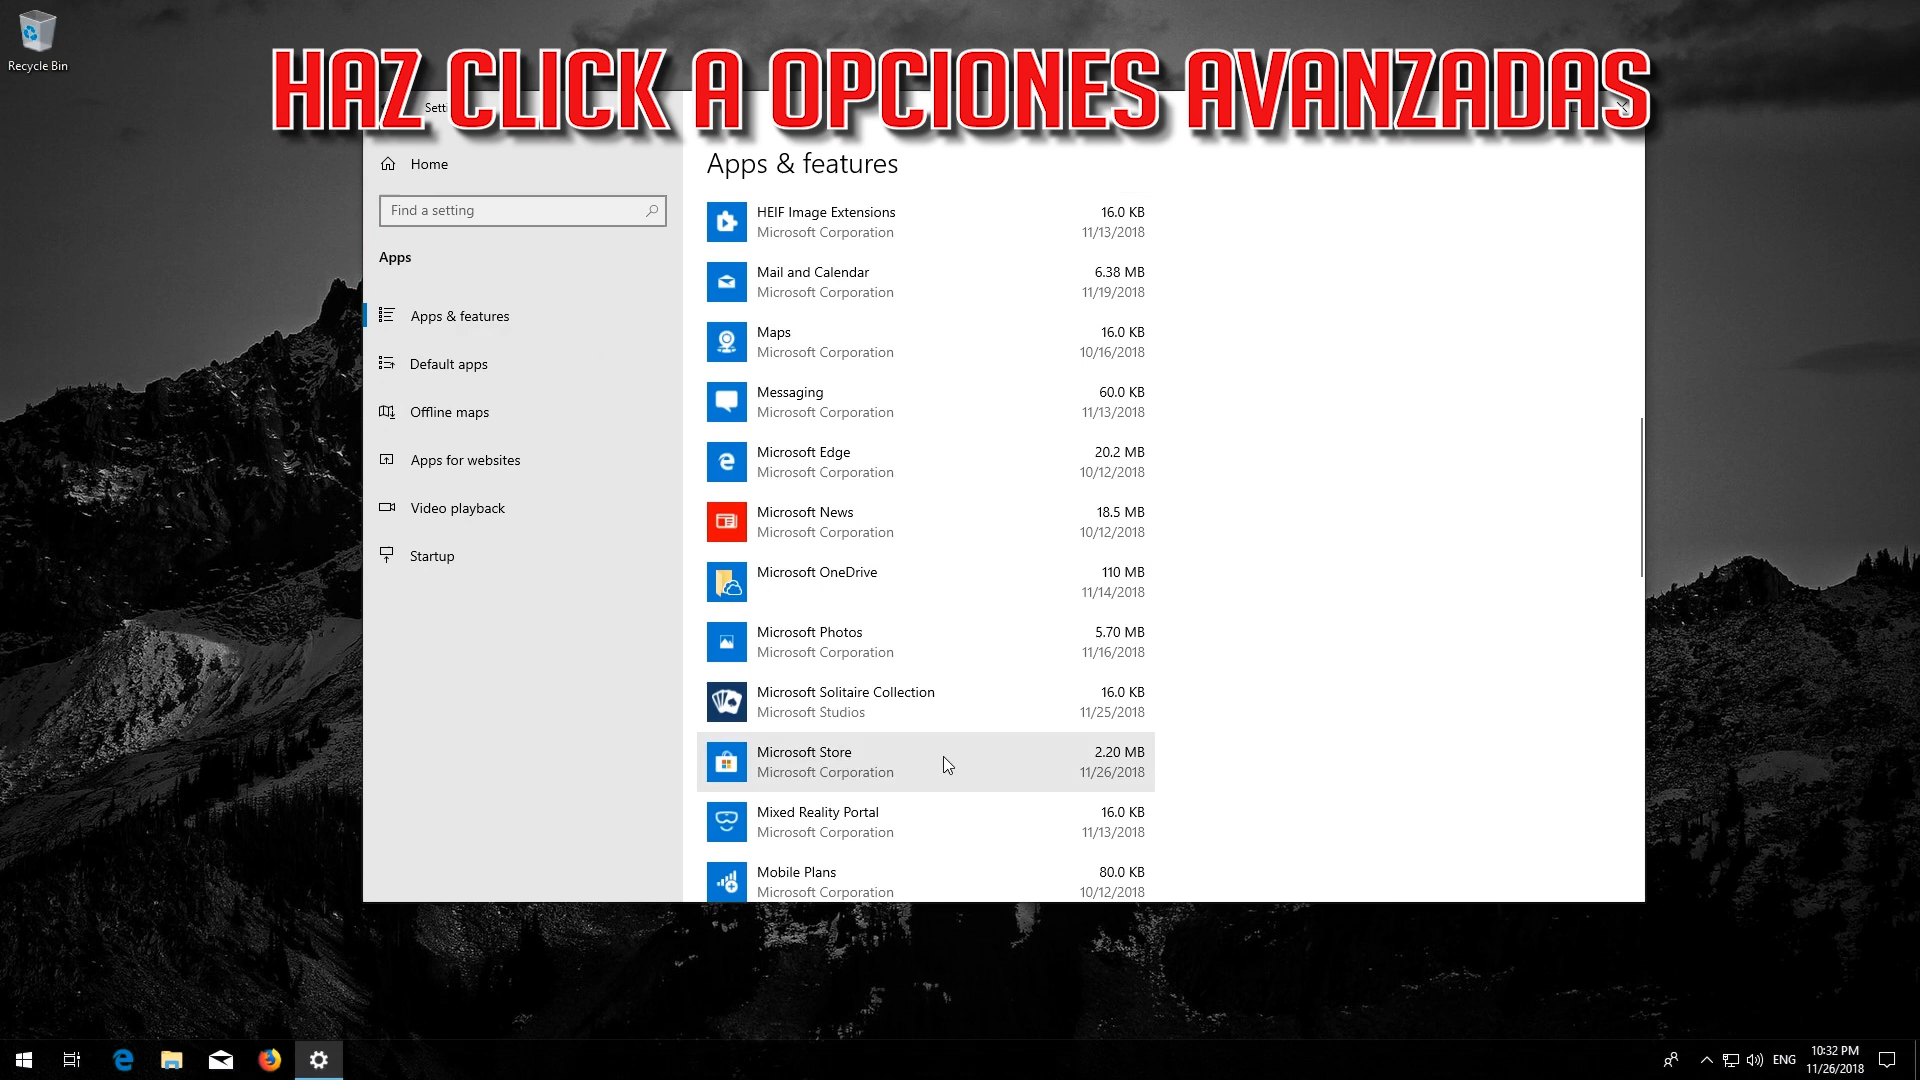 Recycle Bin
HAZ CLICK A OPCIONES AVANZADAS
Home
Find a setting
Apps
Apps & features
Default apps
Offline maps
Apps for websites
Video playback
Startup
Apps & features
HEIF Image Extensions 16.0 KB
Microsoft Corporation 11/13/2018
Mail and Calendar 6.38 MB
Microsoft Corporation 11/19/2018
Maps 16.0 KB
Microsoft Corporation 10/16/2018
Messaging 60.0 KB
Microsoft Corporation 11/13/2018
Microsoft Edge 20.2 MB
Microsoft Corporation 10/12/2018
Microsoft News 18.5 MB
Microsoft Corporation 10/12/2018
Microsoft OneDrive 110 MB
11/14/2018
Microsoft Photos 5.70 MB
Microsoft Corporation 11/16/2018
Microsoft Solitaire Collection 16.0 KB
Microsoft Studios 11/25/2018
Microsoft Store 2.20 MB
Microsoft Corporation 11/26/2018
Mixed Reality Portal 16.0 KB
Microsoft Corporation 11/13/2018
Mobile Plans 80.0 KB
Microsoft Corporation 10/12/2018
ENG
10:32 PM
11/26/2018